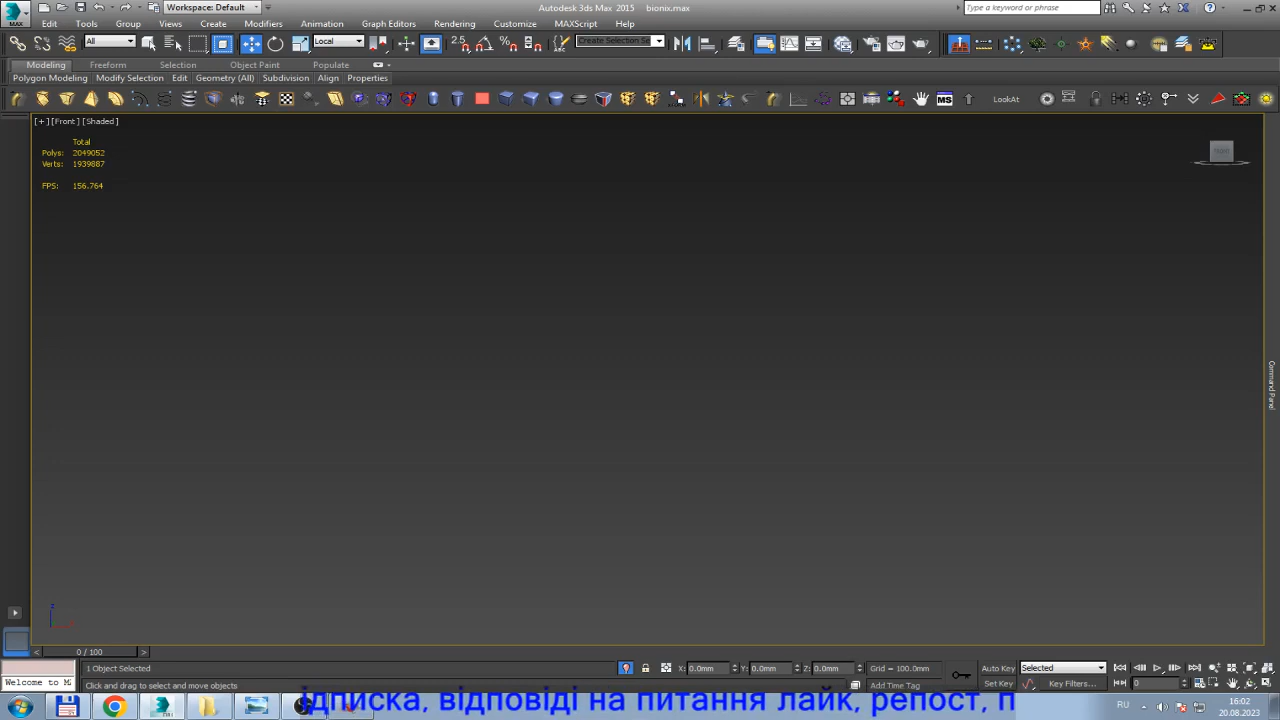 Workspace: Default
Autodesk 3ds Max 2015 bionix.max
Type a keyword or phrase
MAX
Edit Tools Group Views Create Modifiers Animation Graph Editors Rendering Customize MAXScript Help
All
Local
2.5
Create Selection Se
Modeling Freeform Selection Object Paint Populate
Polygon Modeling Modify Selection Edit Geometry (All) Subdivision Align Properties
MS
LookAt
[+] [Front] [Shaded]
Total
Polys: 2049052
Verts: 1939887
FPS: 156.764
Command Panel
z
0 / 100
1 Object Selected
X: 0.0mm Y: 0.0mm Z: 0.0mm Grid = 100.0mm
Auto Key Selected
Welcome to M
Click and drag to select and move objects
Add Time Tag
Set Key Key Filters... 0
ідписка, відповіді на питання лайк, репост, п
RU
16:02
20.08.2023